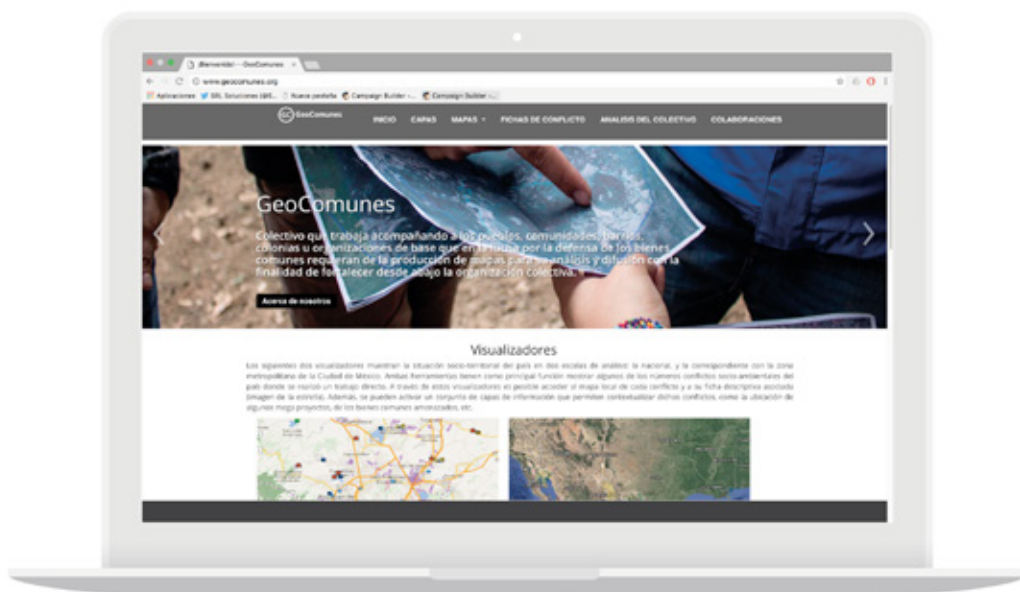 ¡Bienvenido! - GeoComunes
www.geocomunes.org
Aplicaciones
Nueva pestaña
Campaign Builder -...
Campaign Builder -...
GC GeoComunes
INICIO CAPAS MAPAS FICHAS DE CONFLICTO ANALISIS DEL COLECTIVO COLABORACIONES
GeoComunes
Colectivo que trabaja acompañando a los pueblos, comunidades, barrios,
colonias u organizaciones de base que en la lucha por la defensa de los bienes
comunes requieran de la producción de mapas para su análisis y difusión con la
finalidad de fortalecer desde abajo la organización colectiva.
Acerca de nosotros
Visualizadores
Los siguientes dos visualizadores muestran la situación socio-territorial del país en dos escalas de análisis: la nacional, y la correspondiente con la zona
metropolitana de la Ciudad de México. Ambas herramientas tienen como principal función mostrar algunos de los números conflictos socio-ambientales del
país donde se realizó un trabajo directo. A través de estos visualizadores es posible acceder al mapa local de cada conflicto y a su ficha descriptiva asociada
(imagen de la estrella). Además, se pueden activar un conjunto de capas de información que permiten contextualizar dichos conflictos, como la ubicación de
algunos mega proyectos, de los bienes comunes amenazados, etc.